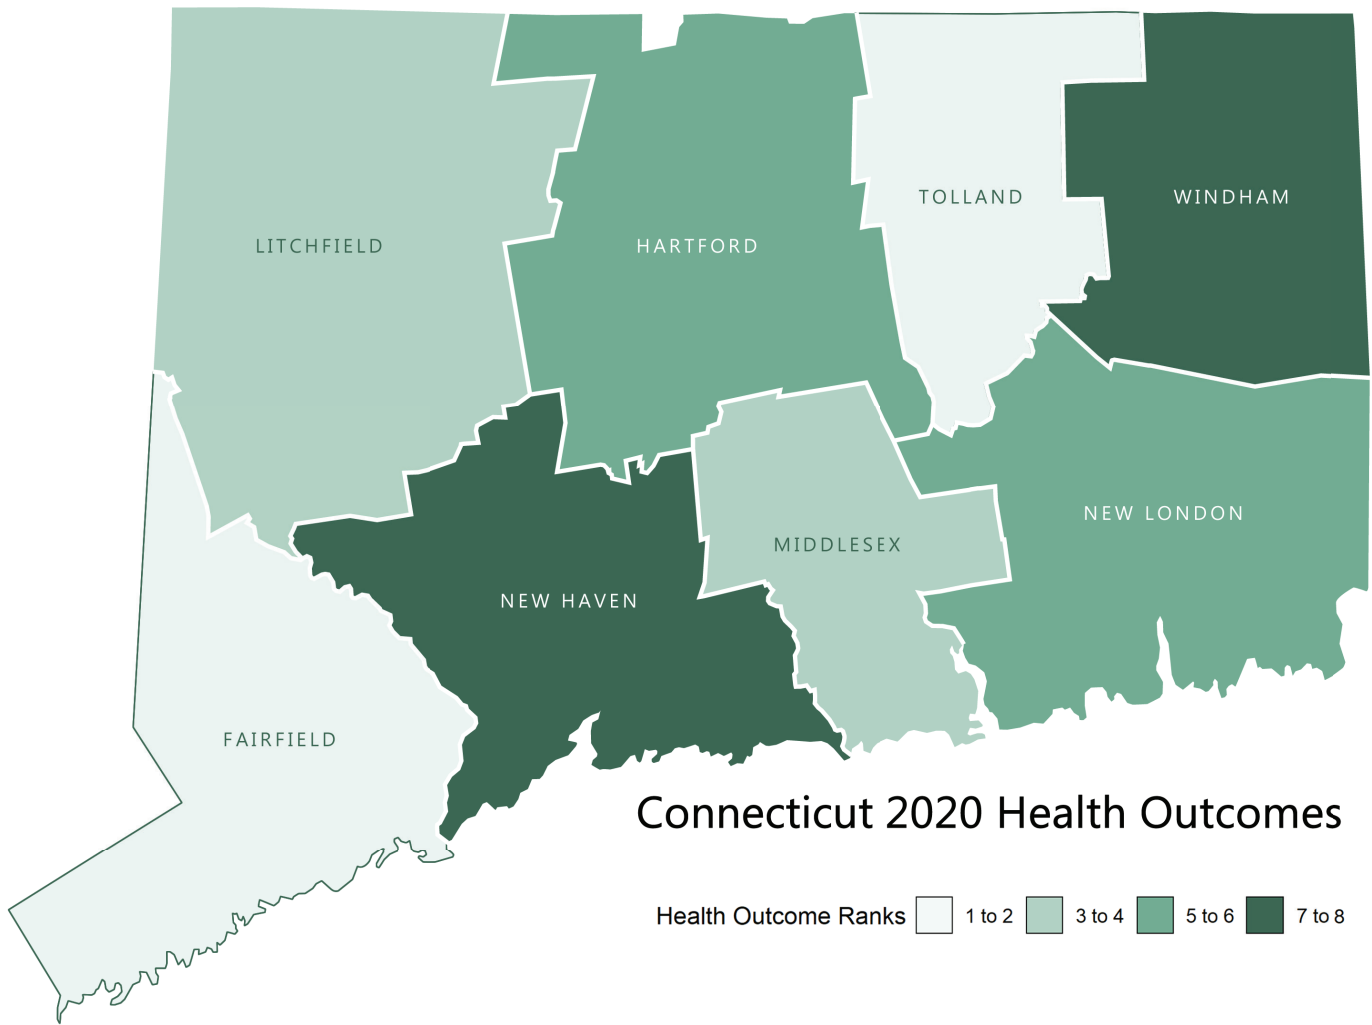 TOLLAND
WINDHAM
LITCHFIELD
HARTFORD
NEW LONDON
MIDDLESEX
NEW HAVEN
FAIRFIELD
Connecticut 2020 Health Outcomes
Health Outcome Ranks 1 to 2 3 to 4 5 to 6 7 to 8